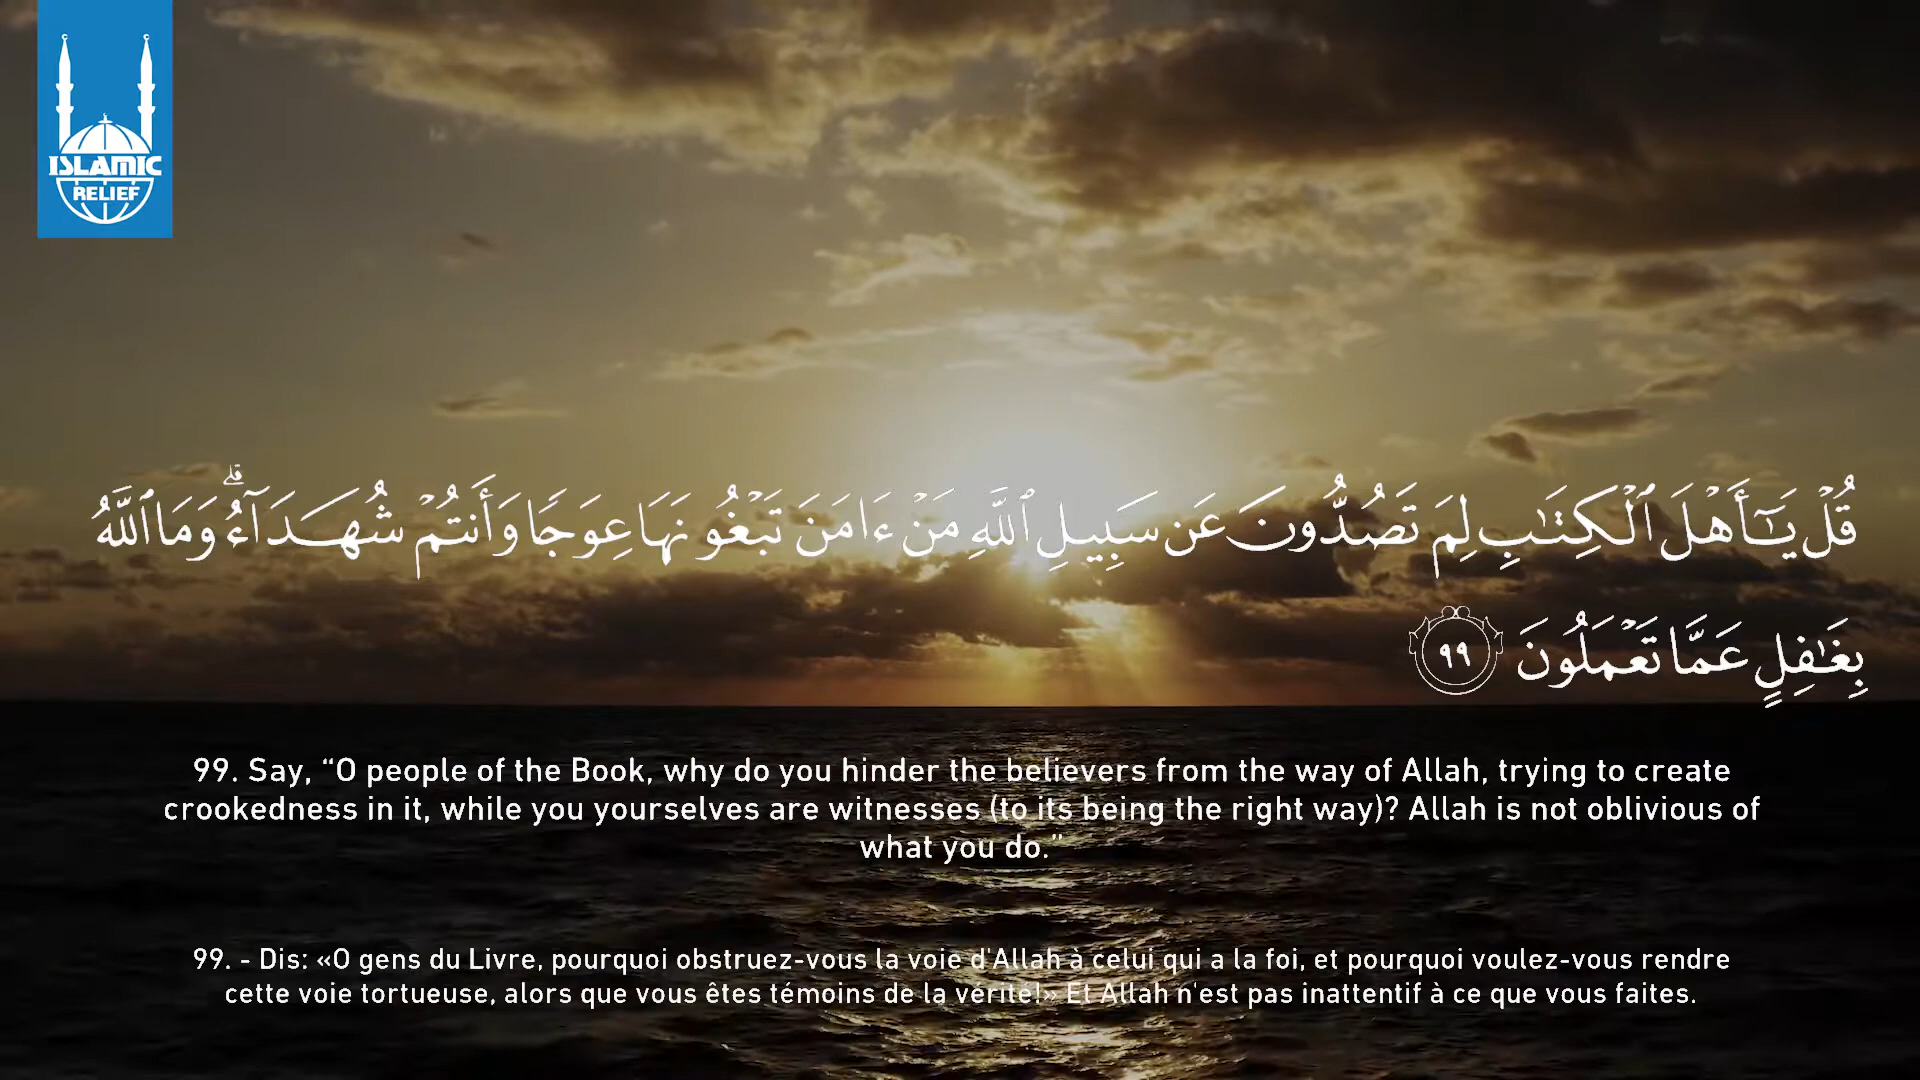 ISLAMIC
RELIEF
قُلْ يَـٰٓأَهْلَ ٱلْكِتَـٰبِ لِمَ تَصُدُّونَ عَن سَبِيلِ ٱللَّهِ مَنْ ءَامَنَ تَبْغُونَهَا عِوَجًا وَأَنتُمْ شُهَدَآءُ ۗ وَمَا ٱللَّهُ
بِغَـٰفِلٍ عَمَّا تَعْمَلُونَ ٩٩
99. Say, “O people of the Book, why do you hinder the believers from the way of Allah, trying to create
crookedness in it, while you yourselves are witnesses (to its being the right way)? Allah is not oblivious of
what you do.”
99. - Dis: «O gens du Livre, pourquoi obstruez-vous la voie d'Allah à celui qui a la foi, et pourquoi voulez-vous rendre
cette voie tortueuse, alors que vous êtes témoins de la vérité!» Et Allah n'est pas inattentif à ce que vous faites.